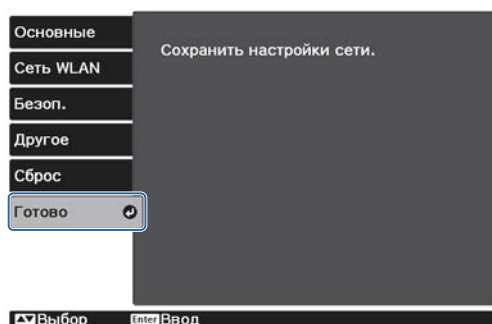 Основные
Сеть WLAN
Безоп.
Другое
Сброс
Готово
Сохранить настройки сети.
Выбор Enter Ввод